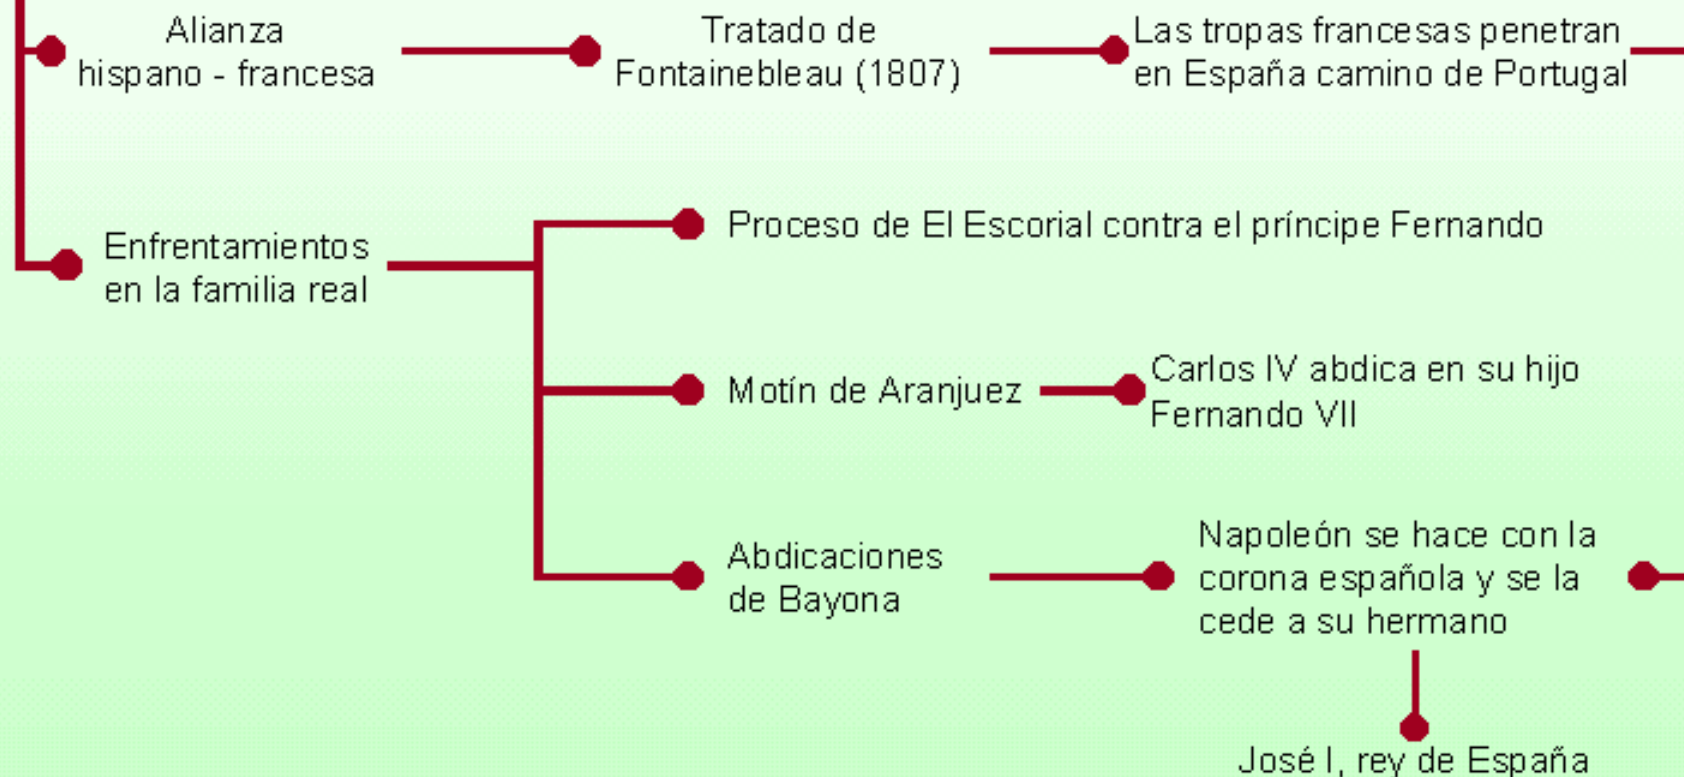 Alianza
hispano - francesa
Tratado de
Fontainebleau (1807)
Las tropas francesas penetran
en España camino de Portugal
Enfrentamientos
en la familia real
Proceso de El Escorial contra el príncipe Fernando
Motín de Aranjuez
Carlos IV abdica en su hijo
Fernando VII
Abdicaciones
de Bayona
Napoleón se hace con la
corona española y se la
cede a su hermano
José I, rey de España